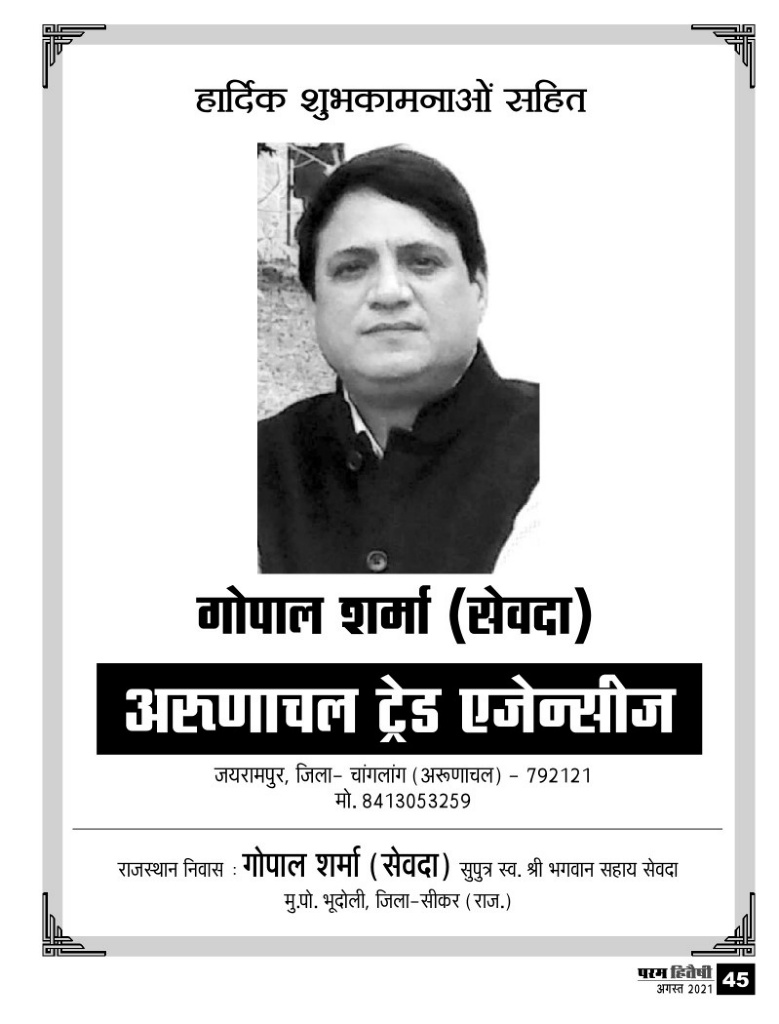 हार्दिक शुभकामनाओं सहित
गोपाल शर्मा (सेवदा)
अरूणाचल ट्रेड एजेन्सीज
जयरामपुर, जिला- चांगलांग (अरूणाचल) - 792121
मो. 8413053259
राजस्थान निवास : गोपाल शर्मा (सेवदा) सुपुत्र स्व. श्री भगवान सहाय सेवदा
मु.पो. भूदोली, जिला-सीकर (राज.)
परम हितैषी
अगस्त 2021 45